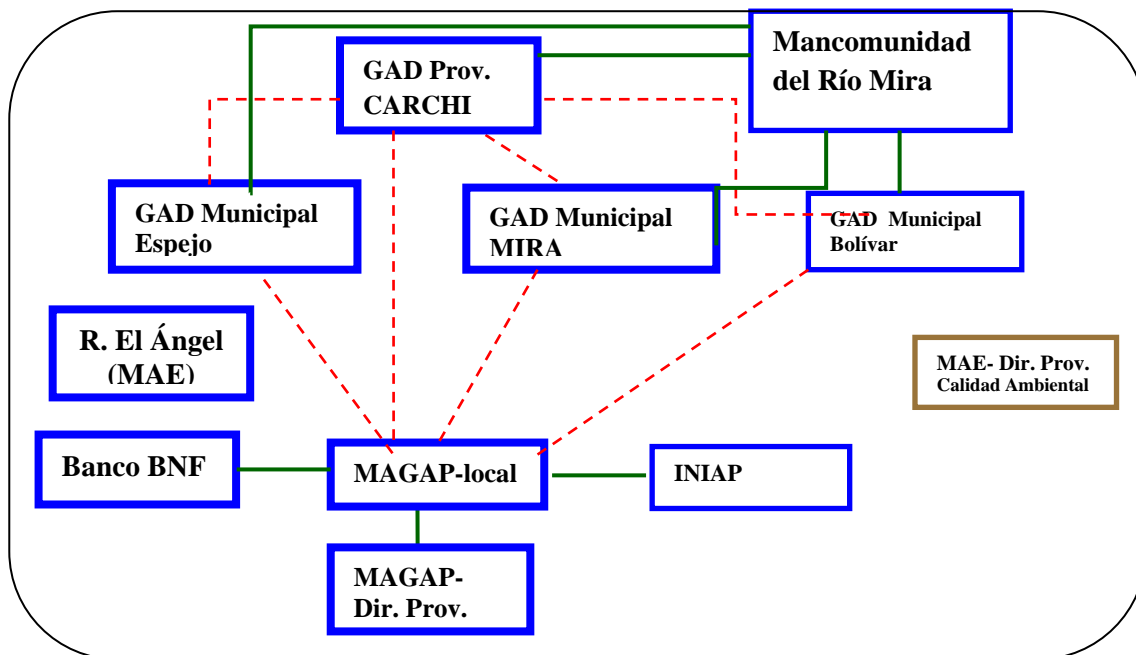 Mancomunidad
del Río Mira
GAD Prov.
CARCHI
GAD Municipal
Espejo
GAD Municipal
MIRA
GAD Municipal
Bolívar
R. El Ángel
(MAE)
MAE- Dir. Prov.
Calidad Ambiental
Banco BNF
MAGAP-local
INIAP
MAGAP-
Dir. Prov.